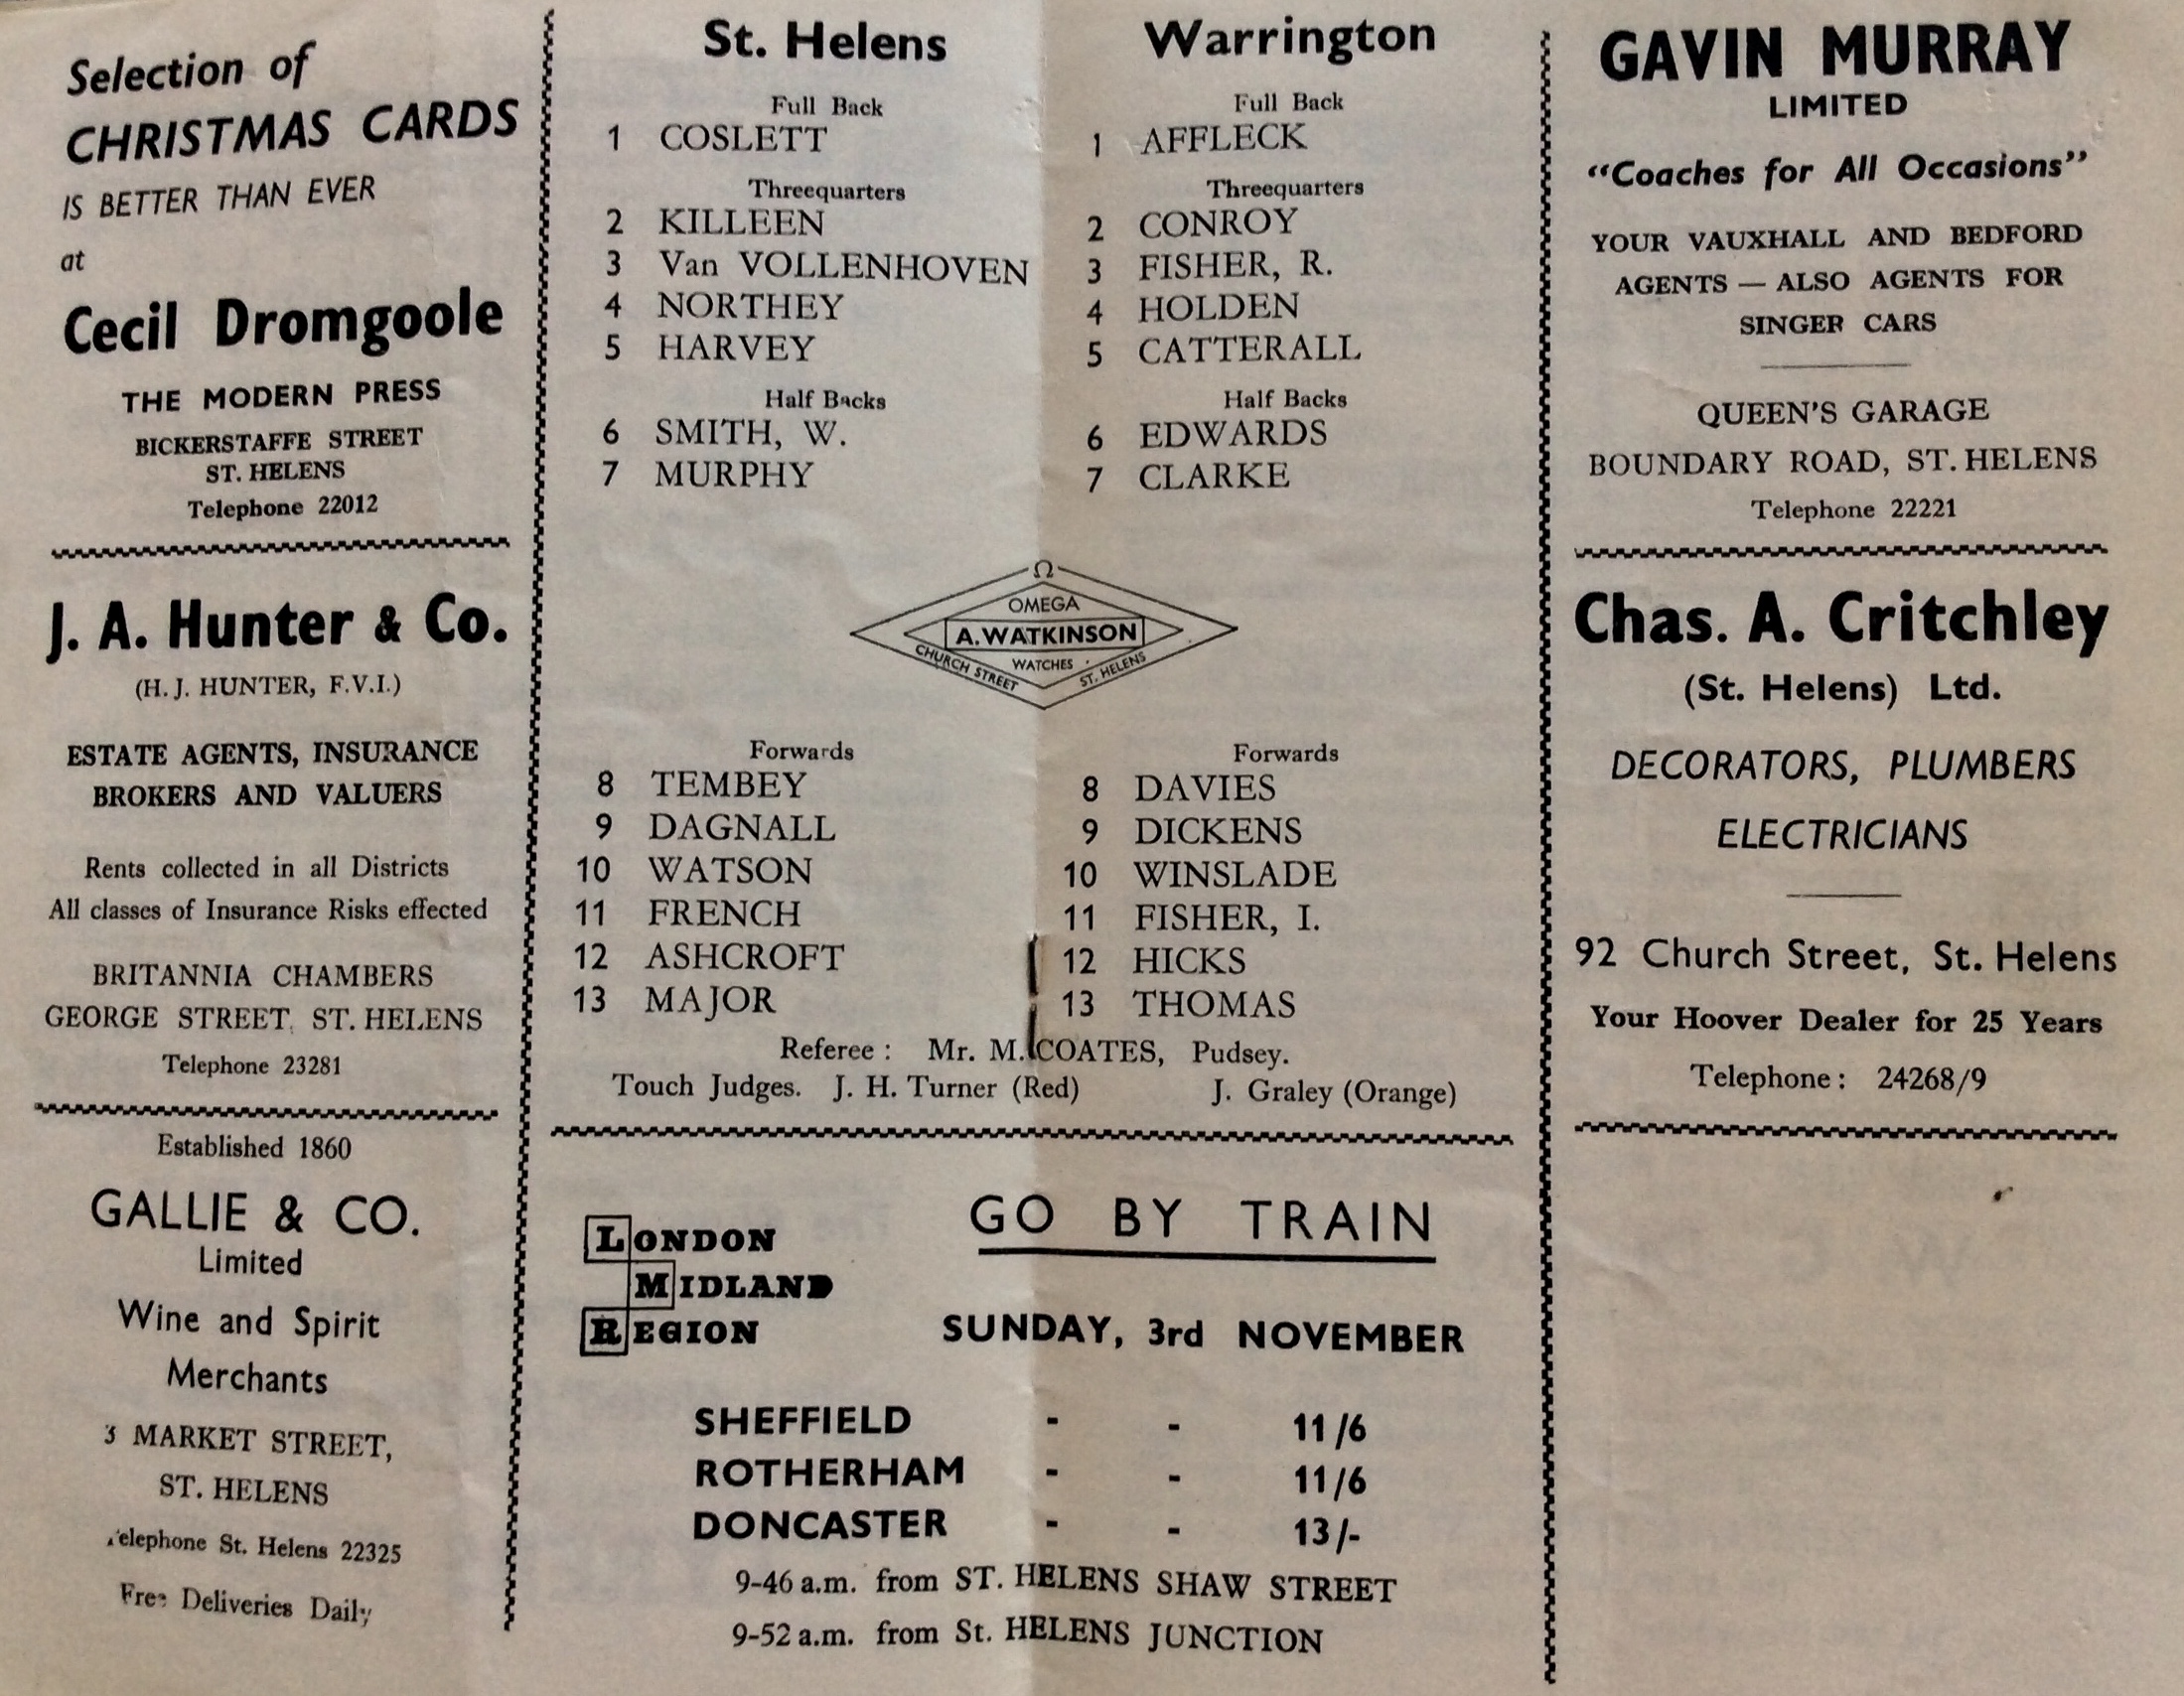 Selection of
CHRISTMAS CARDS
IS BETTER THAN EVER
at
Cecil Dromgoole
THE MODERN PRESS
BICKERSTAFFE STREET
ST. HELENS
Telephone 22012
J. A. Hunter & Co.
(H. J. HUNTER, F.V.I.)
ESTATE AGENTS, INSURANCE
BROKERS AND VALUERS
Rents collected in all Districts
All classes of Insurance Risks effected
BRITANNIA CHAMBERS
GEORGE STREET, ST. HELENS
Telephone 23281
Established 1860
GALLIE & CO.
Limited
Wine and Spirit
Merchants
3 MARKET STREET,
ST. HELENS
Telephone St. Helens 22325
Free Deliveries Daily
St. Helens
Full Back
1 COSLETT
Threequarters
2 KILLEEN
3 Van VOLLENHOVEN
4 NORTHEY
5 HARVEY
Half Backs
6 SMITH, W.
7 MURPHY
Warrington
Full Back
1 AFFLECK
Threequarters
2 CONROY
3 FISHER, R.
4 HOLDEN
5 CATTERALL
Half Backs
6 EDWARDS
7 CLARKE
Ω
OMEGA
A. WATKINSON
WATCHES
CHURCH STREET
ST. HELENS
Forwards
8 TEMBEY
9 DAGNALL
10 WATSON
11 FRENCH
12 ASHCROFT
13 MAJOR
Forwards
8 DAVIES
9 DICKENS
10 WINSLADE
11 FISHER, I.
12 HICKS
13 THOMAS
Referee : Mr. M. COATES, Pudsey.
Touch Judges. J. H. Turner (Red) J. Graley (Orange)
LONDON
MIDLAND
REGION
GO BY TRAIN
SUNDAY, 3rd NOVEMBER
SHEFFIELD - - 11/6
ROTHERHAM - - 11/6
DONCASTER - - 13/-
9-46 a.m. from ST. HELENS SHAW STREET
9-52 a.m. from St. HELENS JUNCTION
GAVIN MURRAY
LIMITED
"Coaches for All Occasions"
YOUR VAUXHALL AND BEDFORD
AGENTS — ALSO AGENTS FOR
SINGER CARS
QUEEN'S GARAGE
BOUNDARY ROAD, ST. HELENS
Telephone 22221
Chas. A. Critchley
(St. Helens) Ltd.
DECORATORS, PLUMBERS
ELECTRICIANS
92 Church Street, St. Helens
Your Hoover Dealer for 25 Years
Telephone : 24268/9